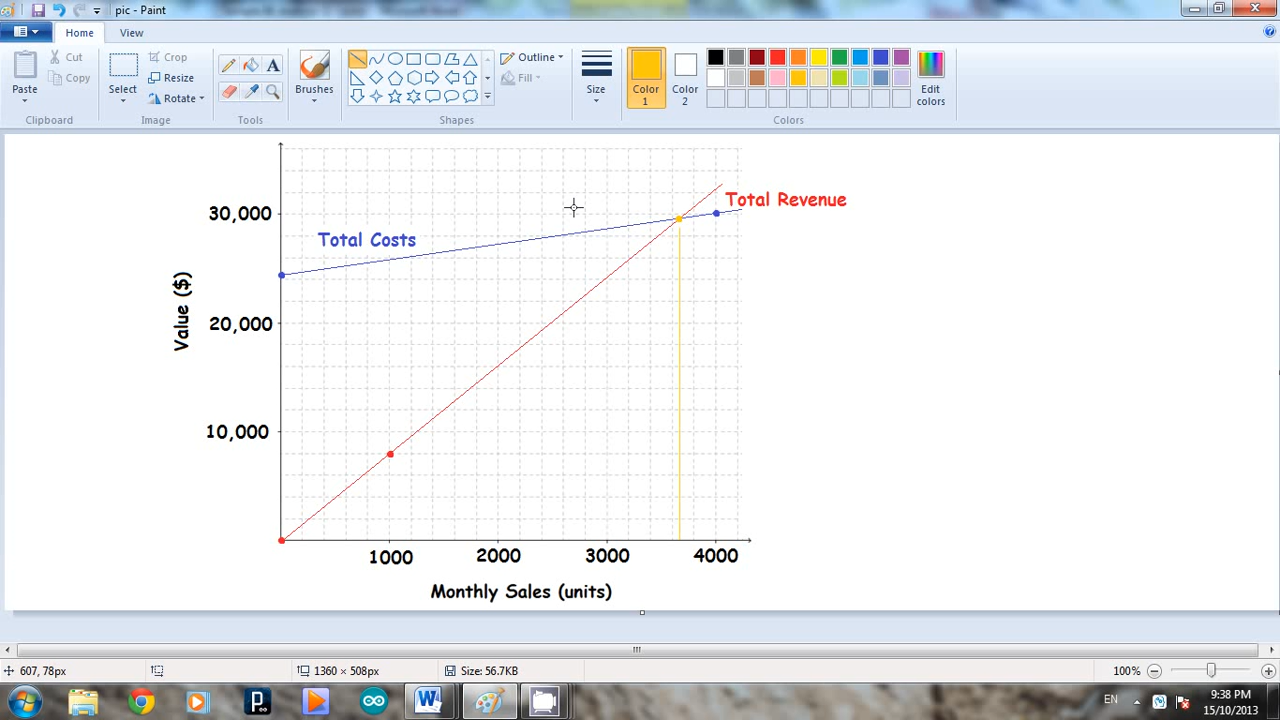 pic - Paint
Home
View
Paste
Cut
Copy
Clipboard
Select
Crop
Resize
Rotate
Image
Tools
Brushes
Outline
Fill
Shapes
Size
Color 1
Color 2
Edit colors
Colors
30,000
20,000
10,000
Value ($)
Total Costs
Total Revenue
1000
2000
3000
4000
Monthly Sales (units)
607, 78px
1360 × 508px
Size: 56.7KB
100%
EN
9:38 PM
15/10/2013